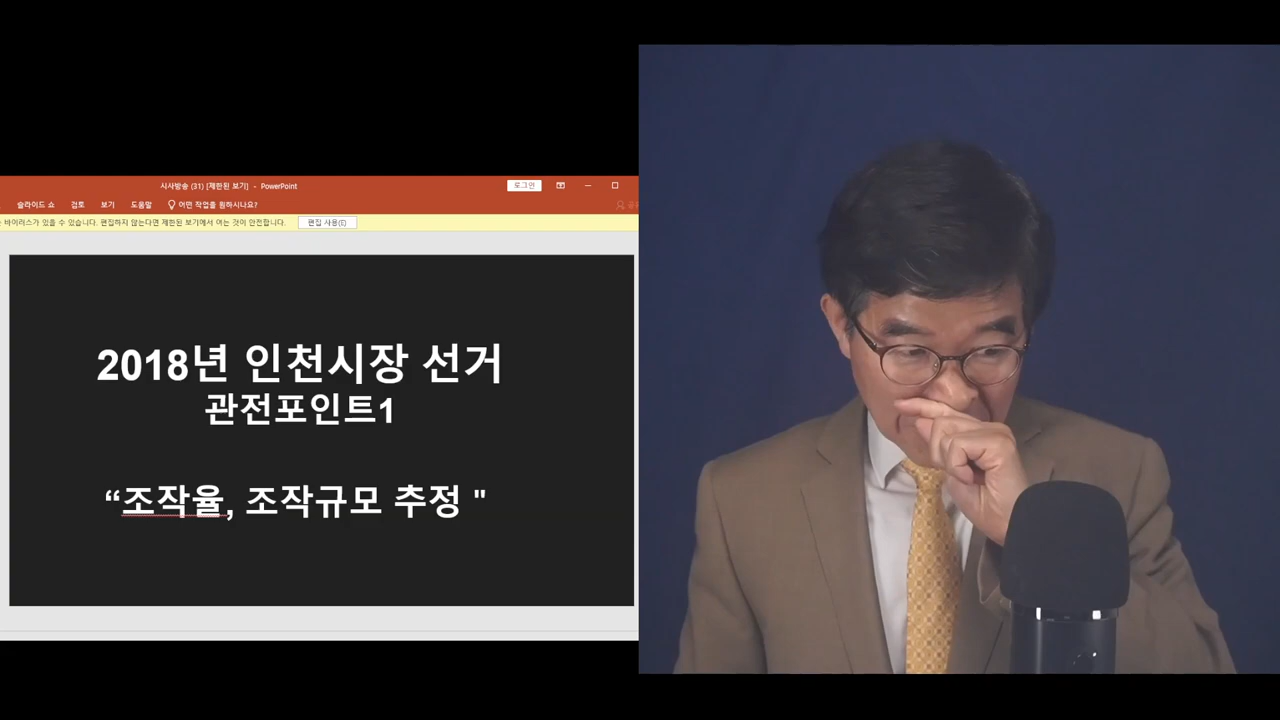 시사방송 (31) [제한된 보기] - PowerPoint
로그인
슬라이드 쇼 검토 보기 도움말 어떤 작업을 원하시나요?
바이러스가 있을 수 있습니다. 편집하지 않는다면 제한된 보기에서 여는 것이 안전합니다. 편집 사용(E)
2018년 인천시장 선거
관전포인트1
“조작율, 조작규모 추정 "